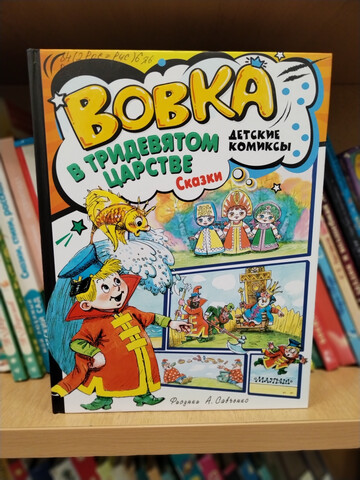 ВОВКА
В ТРИДЕВЯТОМ
ЦАРСТВЕ
ДЕТСКИЕ
КОМИКСЫ
Сказки
Рисунки А. Савченко